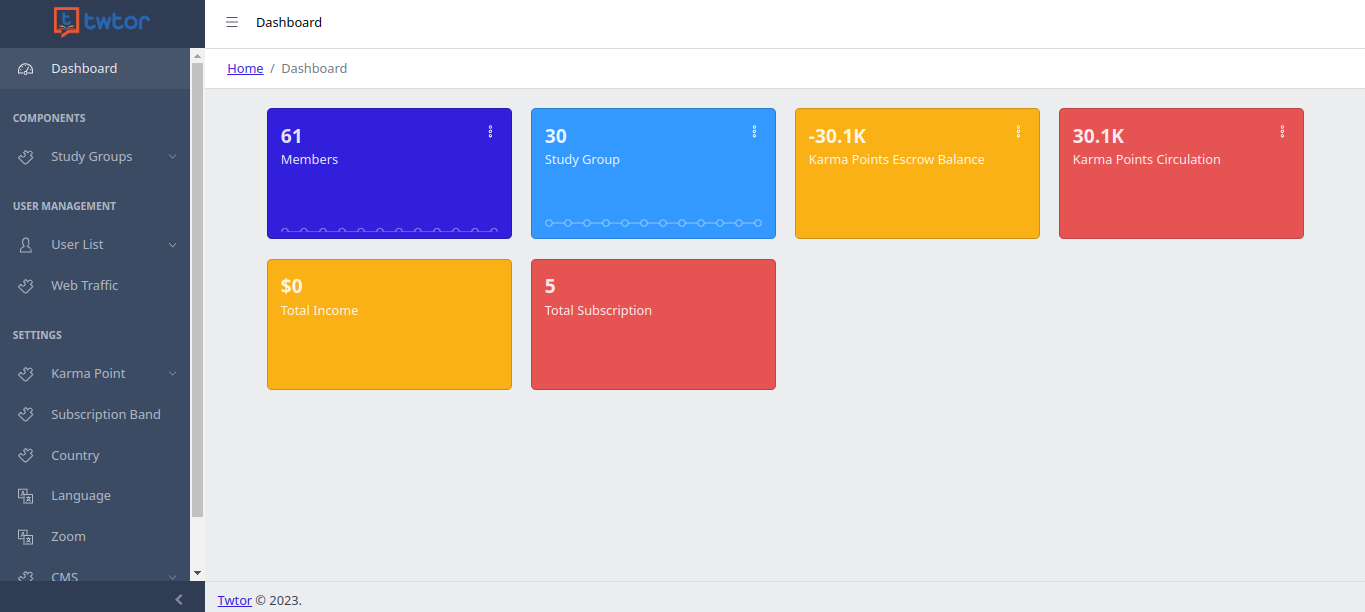 twtor
Dashboard
Dashboard
Home / Dashboard
COMPONENTS
Study Groups
USER MANAGEMENT
User List
Web Traffic
SETTINGS
Karma Point
Subscription Band
Country
Language
Zoom
CMS
61
Members
30
Study Group
-30.1K
Karma Points Escrow Balance
30.1K
Karma Points Circulation
$0
Total Income
5
Total Subscription
Twtor © 2023.